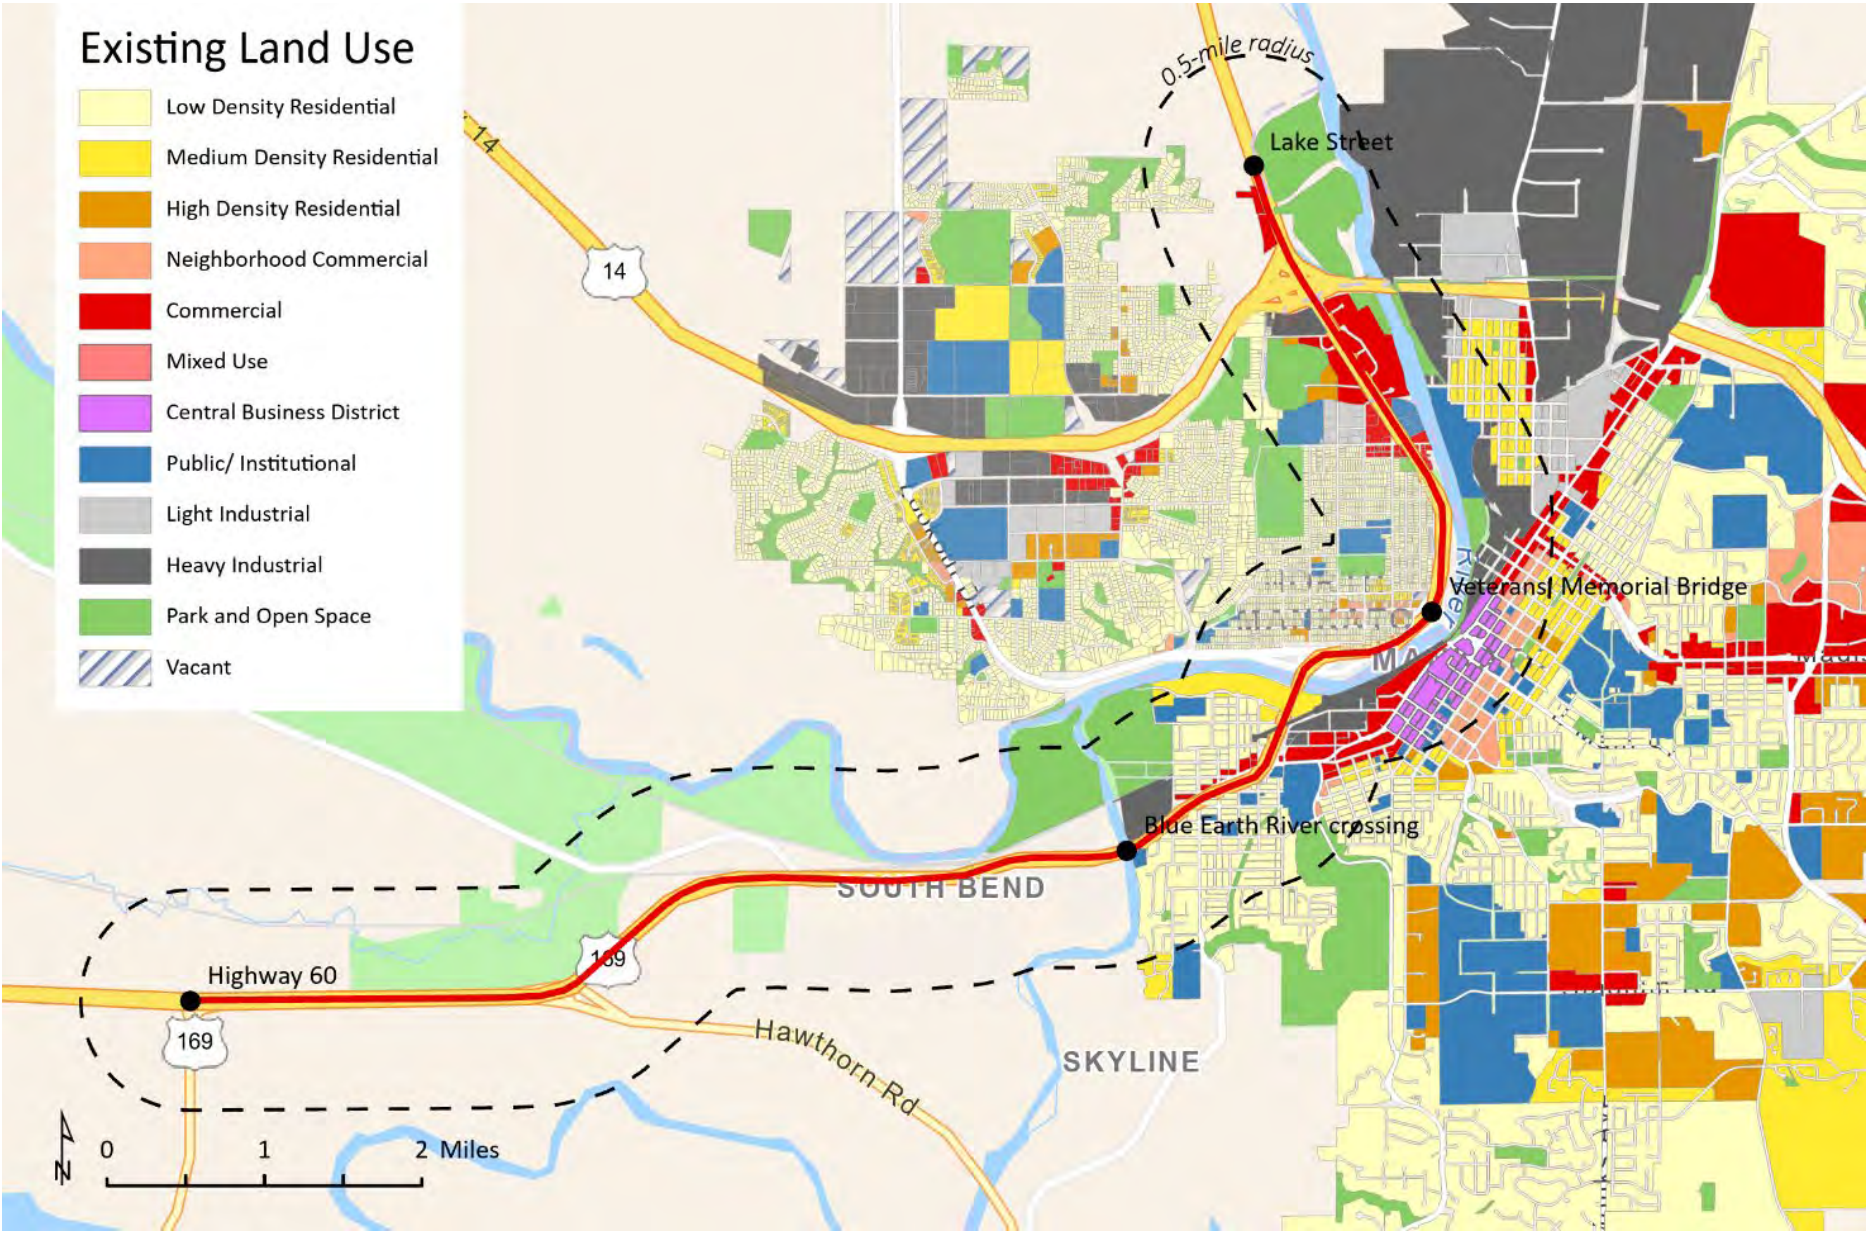 Existing Land Use
Low Density Residential
Medium Density Residential
High Density Residential
Neighborhood Commercial
Commercial
Mixed Use
Central Business District
Public/ Institutional
Light Industrial
Heavy Industrial
Park and Open Space
Vacant
14
14
0.5-mile radius
Lake Street
Lookout Dr
River
Veterans Memorial Bridge
Blue Earth River crossing
SOUTH BEND
169
Highway 60
169
Hawthorn Rd
SKYLINE
N
0 1 2 Miles